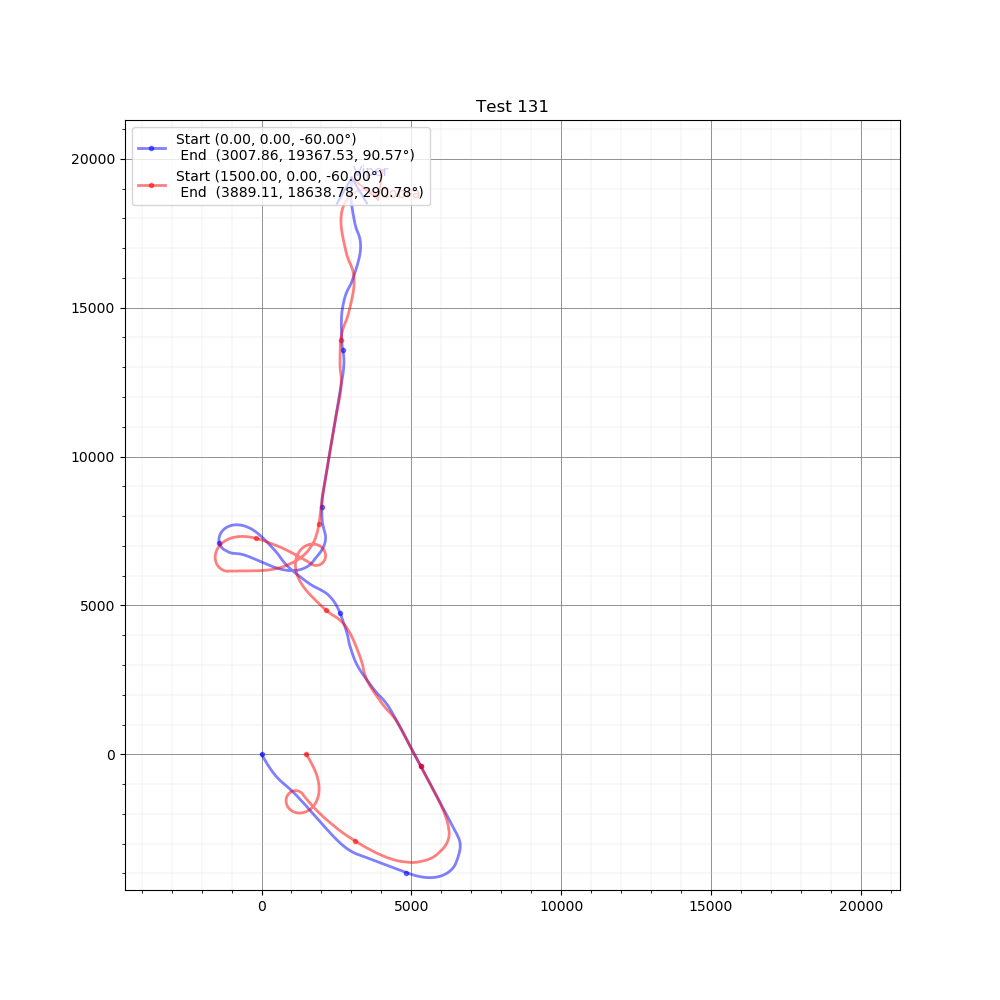 Test 131
Start (0.00, 0.00, -60.00°)
End (3007.86, 19367.53, 90.57°)
Start (1500.00, 0.00, -60.00°)
End (3889.11, 18638.78, 290.78°)
20000
15000
10000
5000
0
0
5000
10000
15000
20000